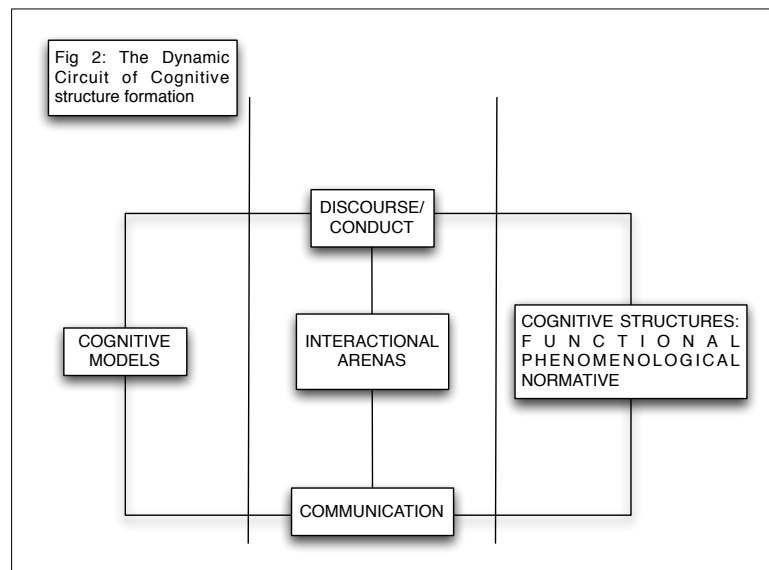 Fig 2: The Dynamic
Circuit of Cognitive
structure formation
DISCOURSE/
CONDUCT
COGNITIVE
MODELS
INTERACTIONAL
ARENAS
COGNITIVE STRUCTURES:
FUNCTIONAL
PHENOMENOLOGICAL
NORMATIVE
COMMUNICATION